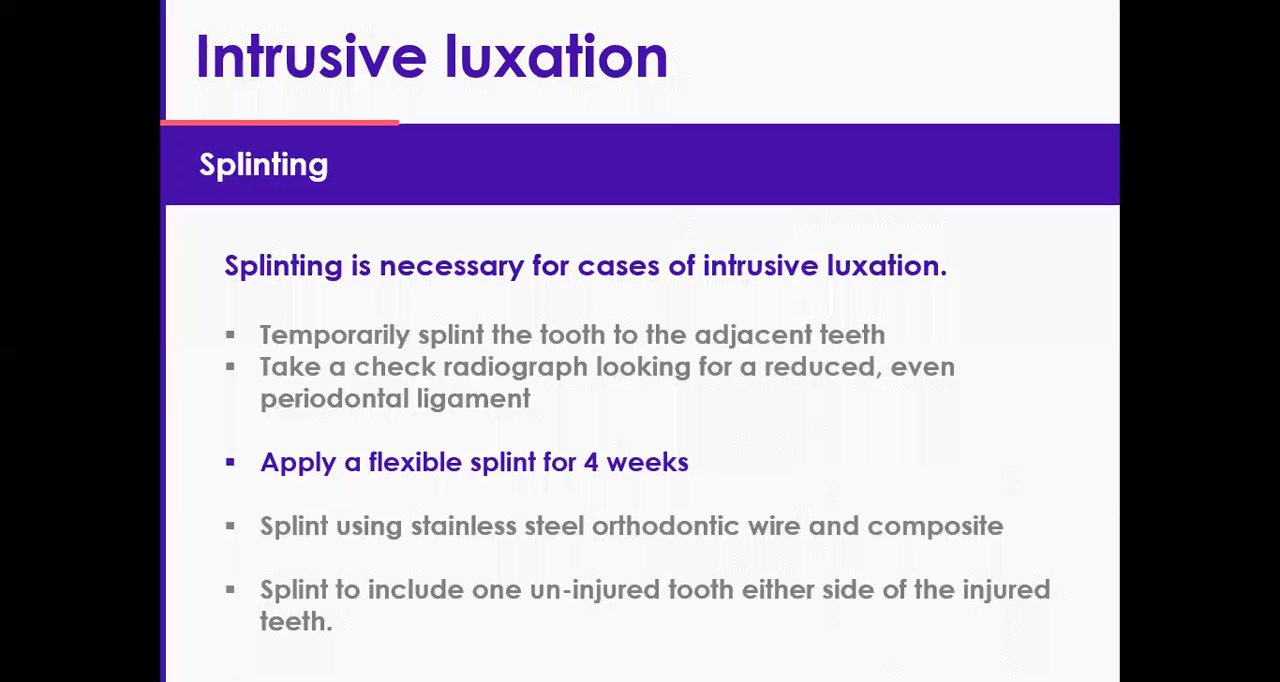 Intrusive luxation
Splinting
Splinting is necessary for cases of intrusive luxation.
▪ Temporarily splint the tooth to the adjacent teeth
▪ Take a check radiograph looking for a reduced, even
periodontal ligament
▪ Apply a flexible splint for 4 weeks
▪ Splint using stainless steel orthodontic wire and composite
▪ Splint to include one un-injured tooth either side of the injured
teeth.